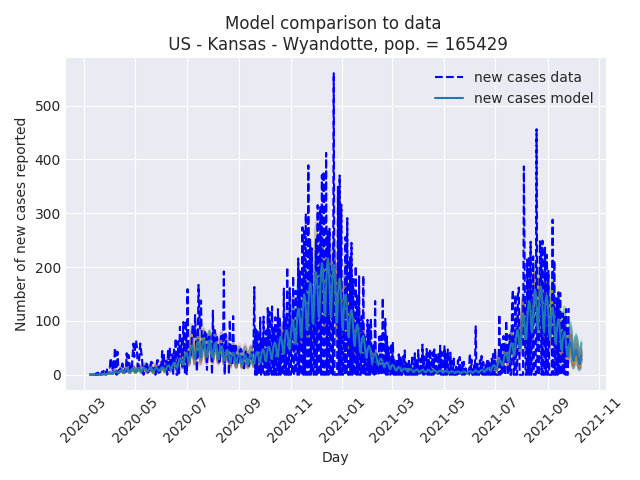 Model comparison to data
US - Kansas - Wyandotte, pop. = 165429
new cases data
new cases model
Number of new cases reported
500
400
300
200
100
0
2020-03
2020-05
2020-07
2020-09
2020-11
2021-01
2021-03
2021-05
2021-07
2021-09
2021-11
Day